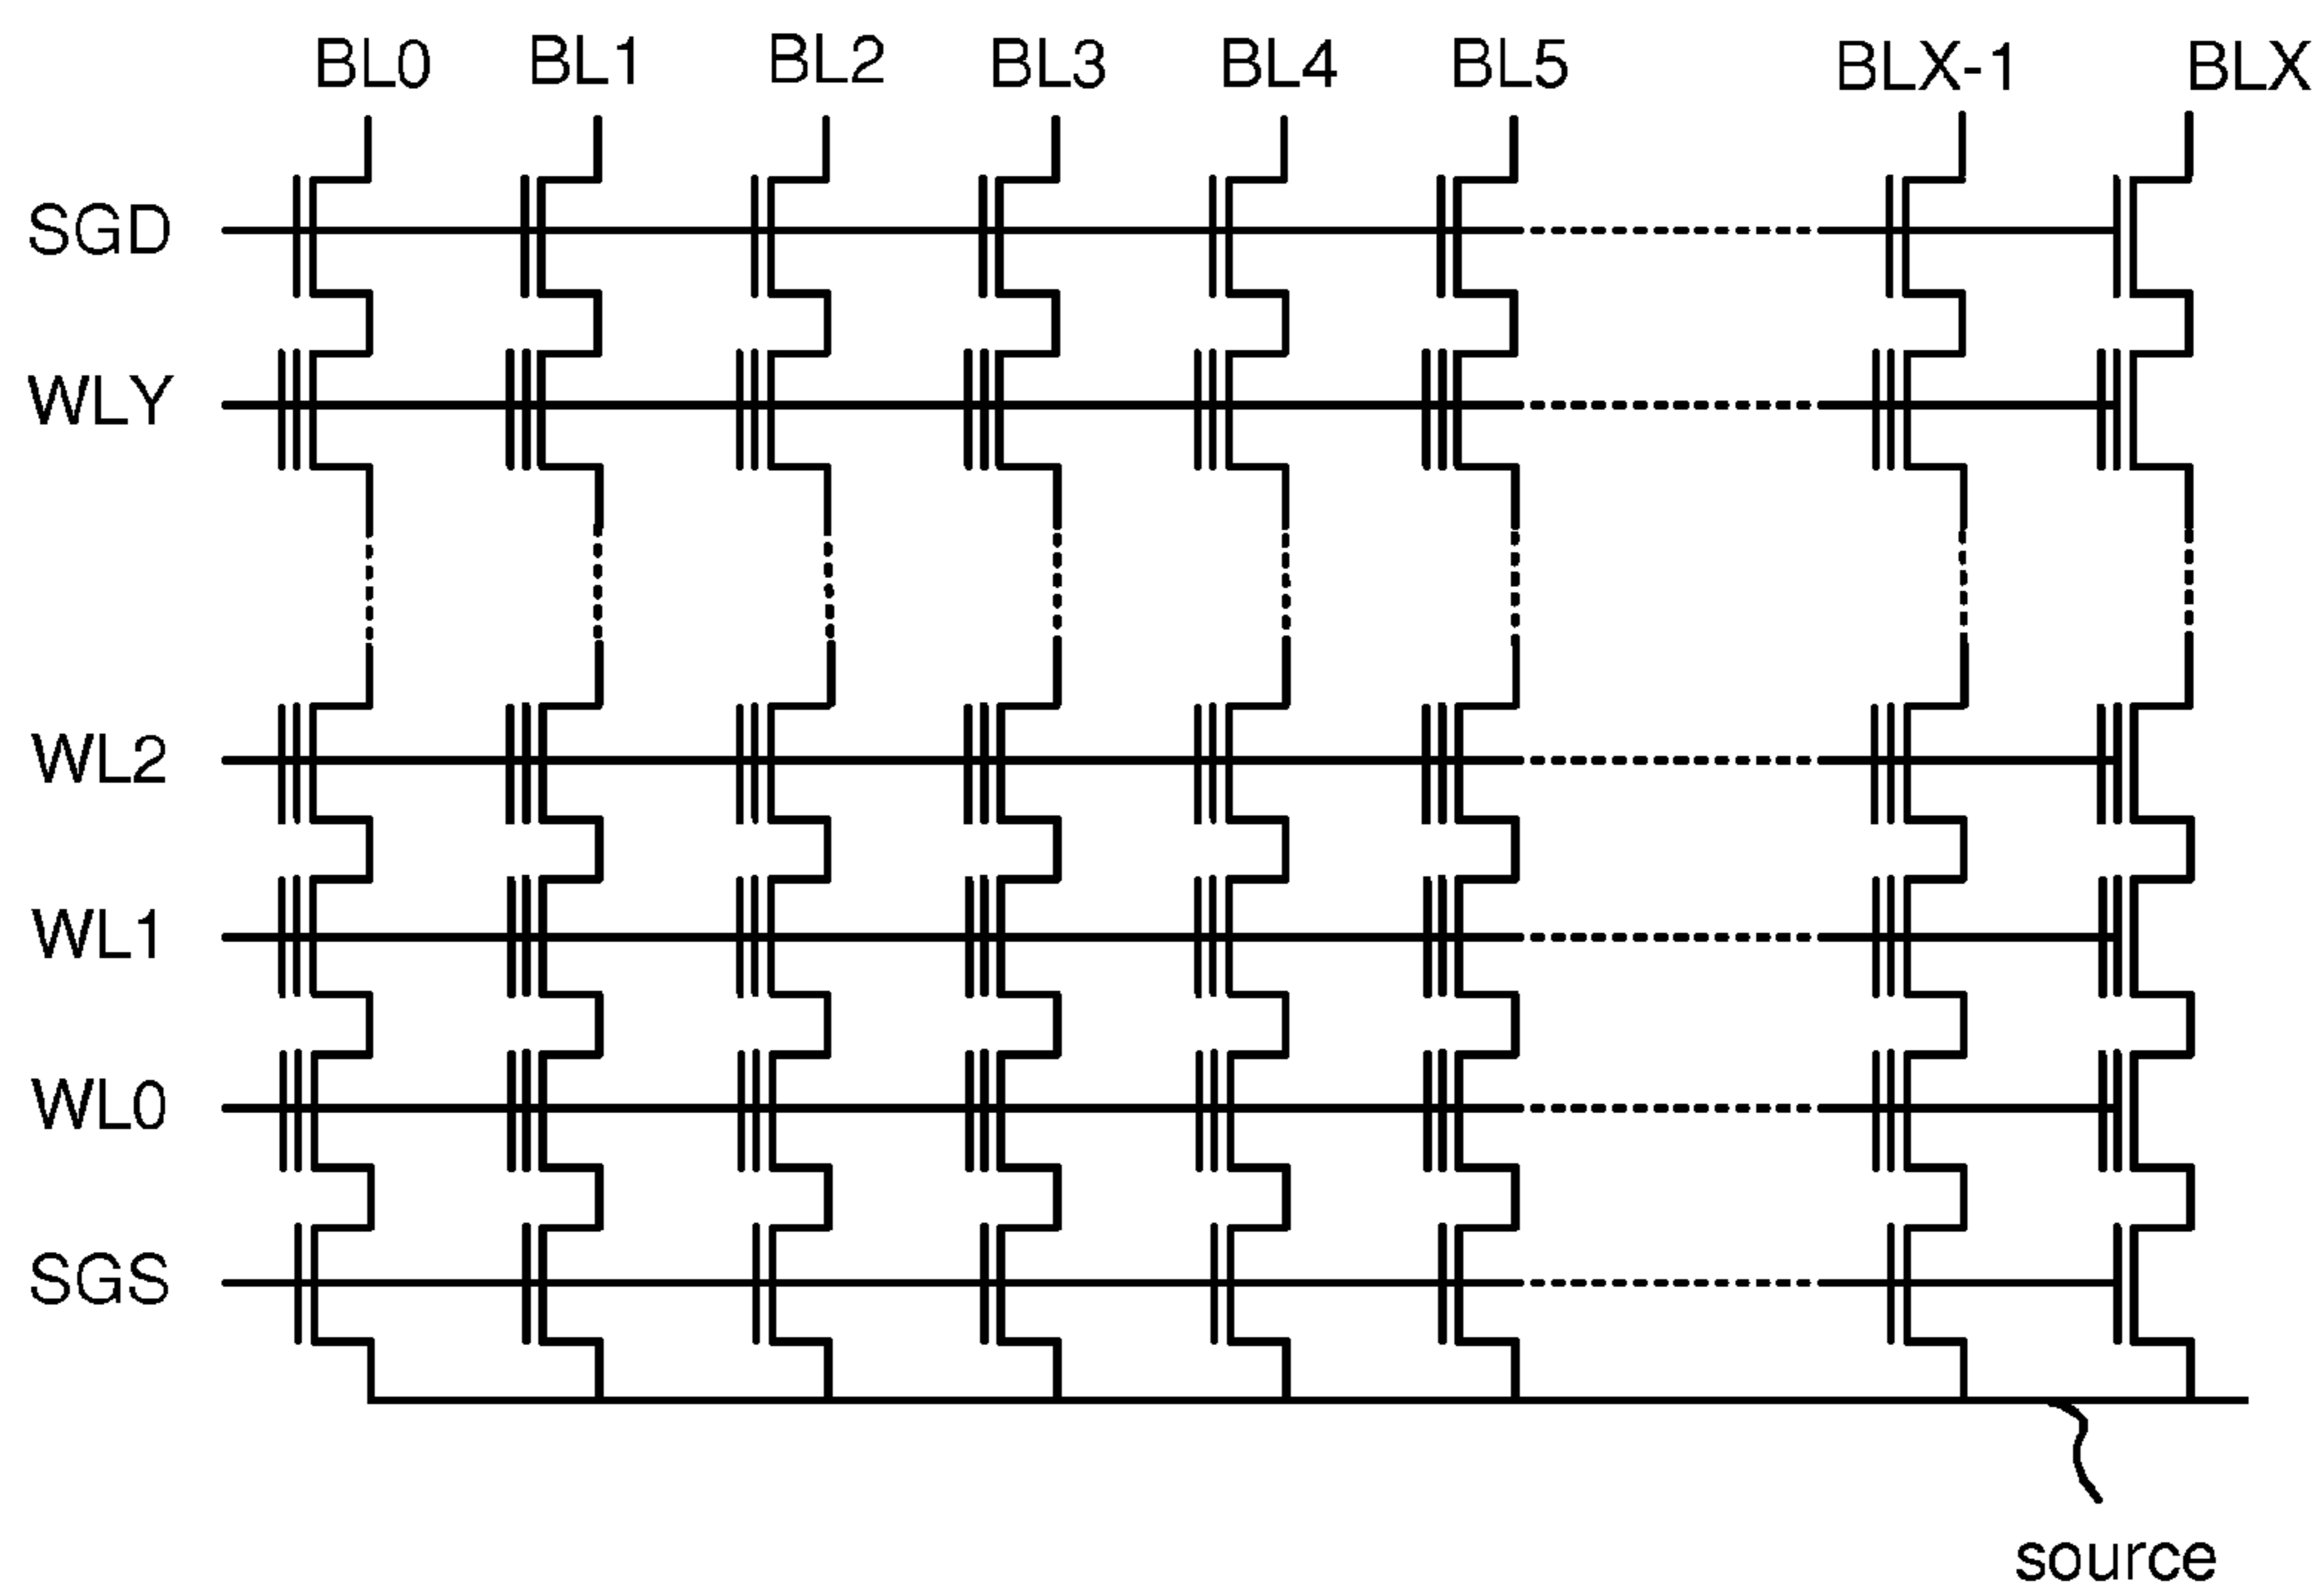 BL0 BL1 BL2 BL3 BL4 BL5 BLX-1 BLX
SGD
WLY
WL2
WL1
WL0
SGS
source